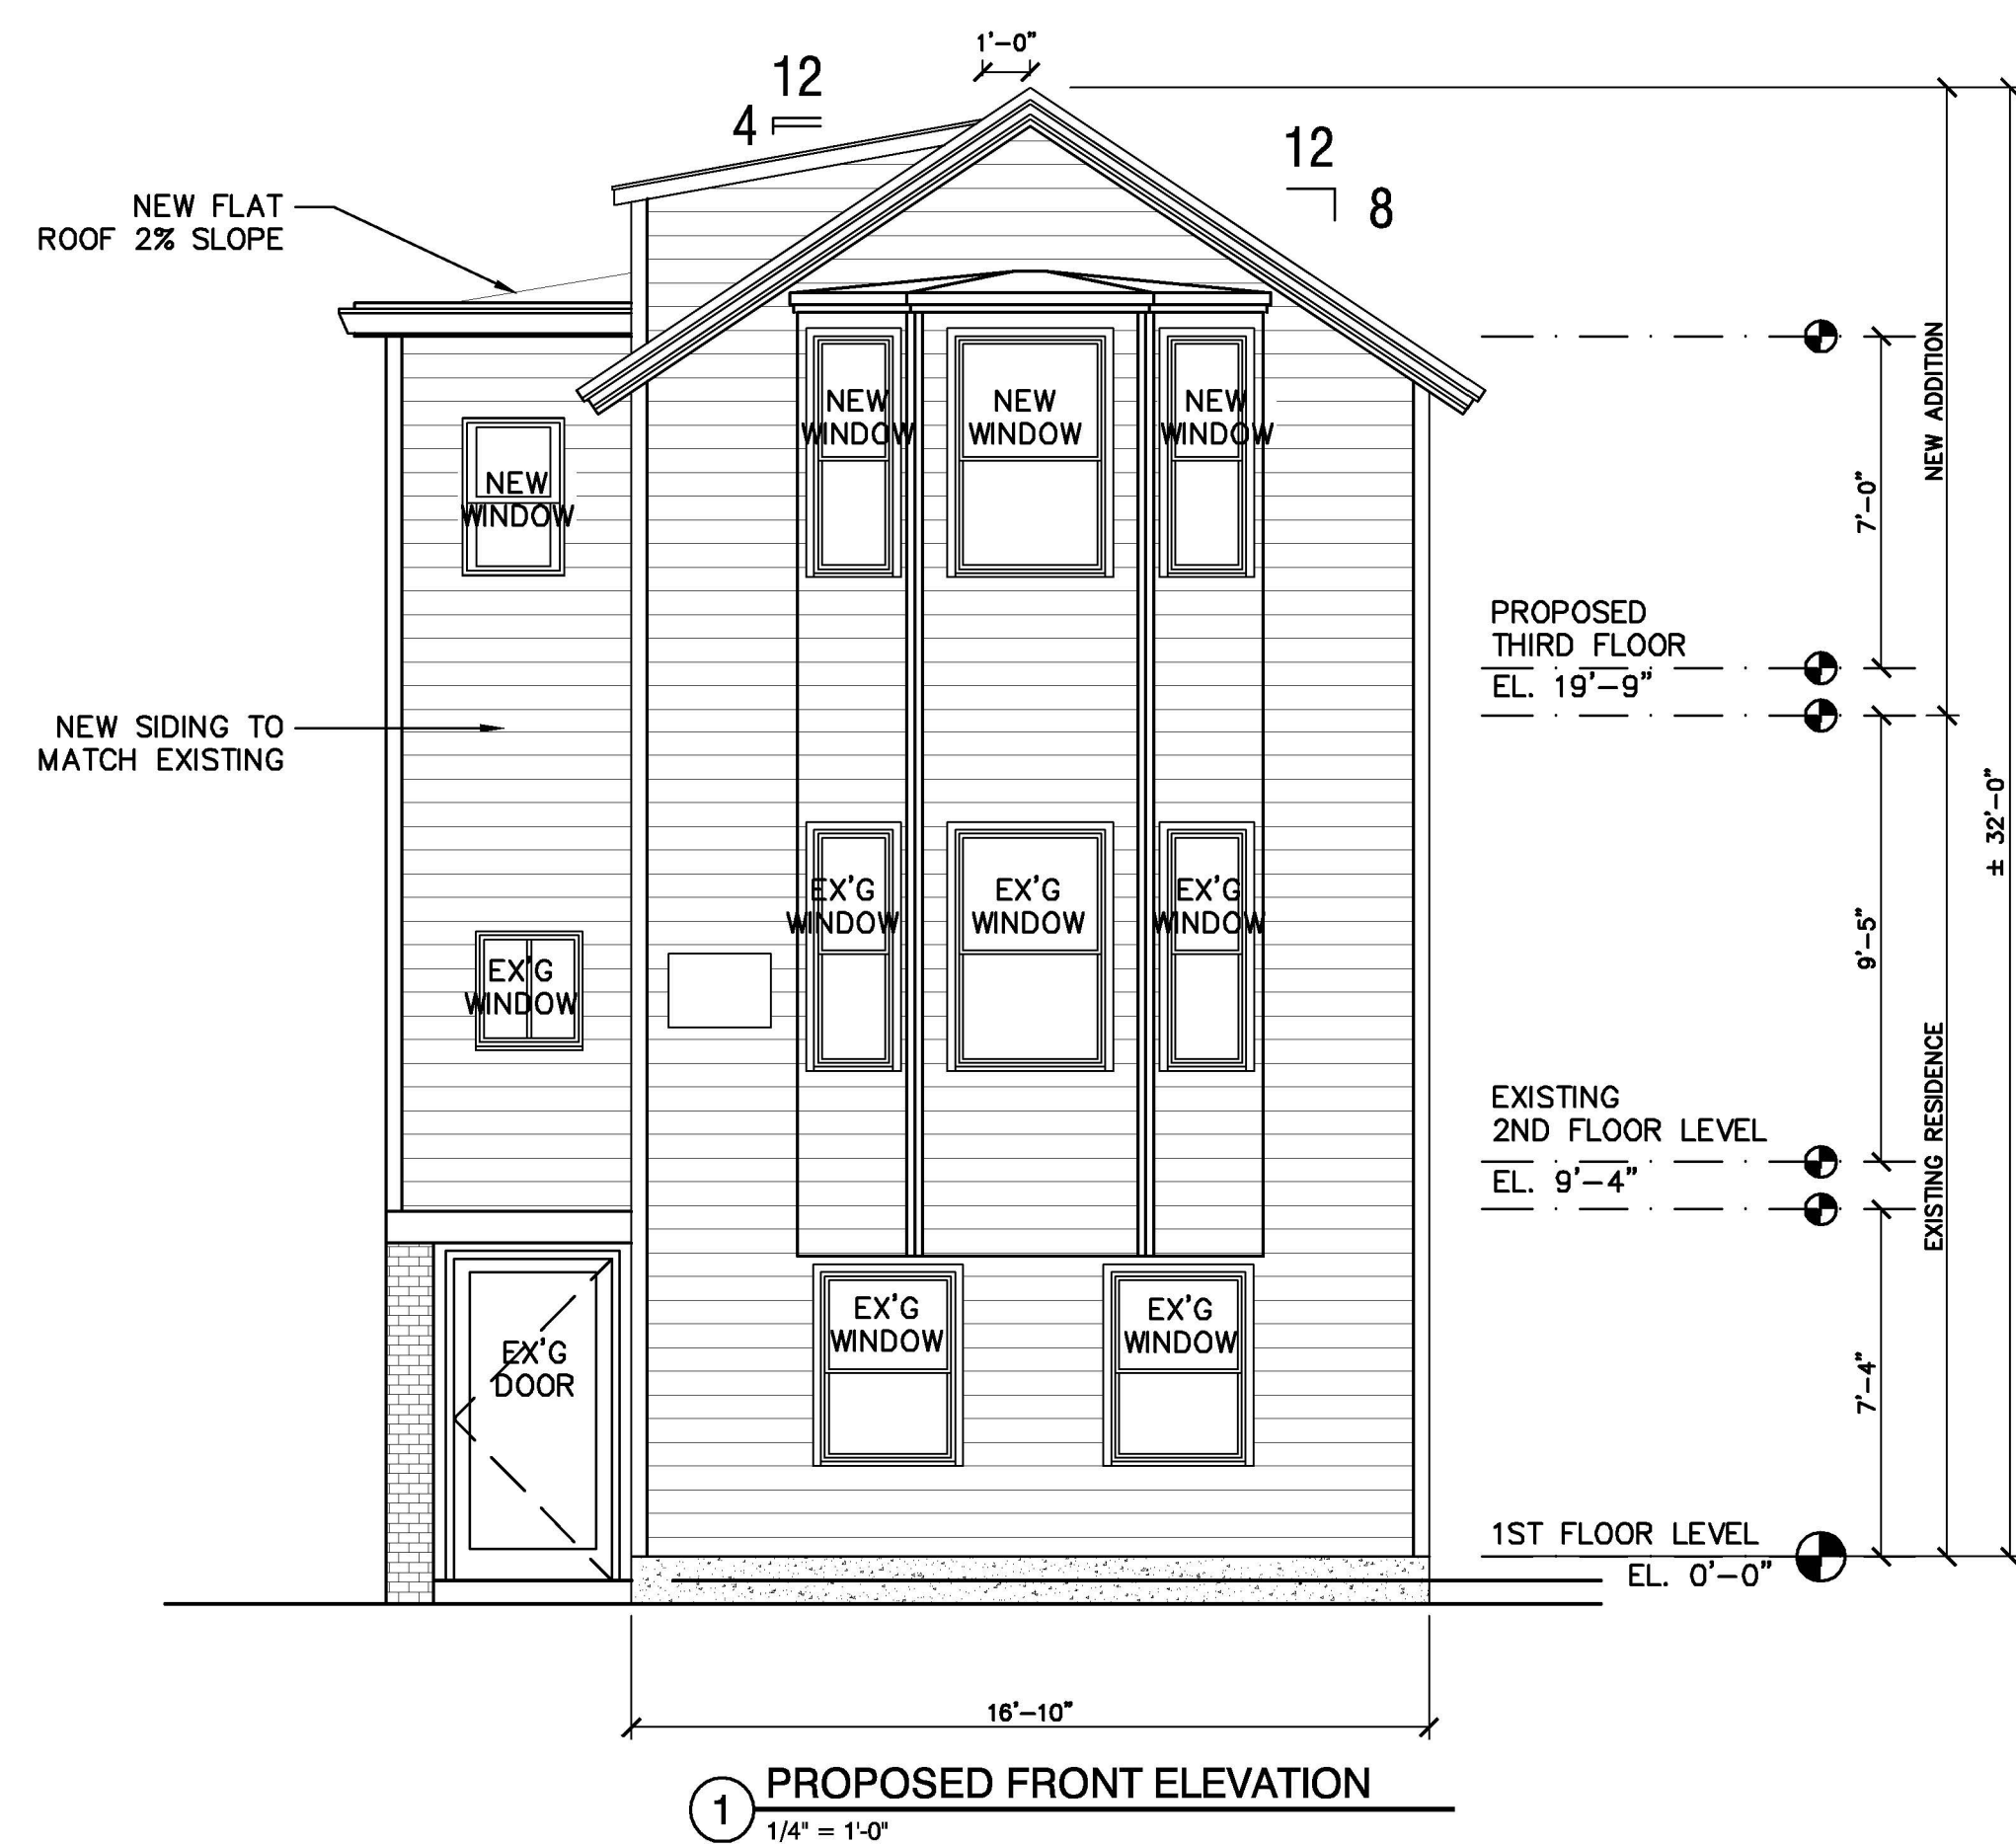 1'-0"
12
4
12
8
NEW FLAT
ROOF 2% SLOPE
NEW ADDITION
NEW
WINDOW
NEW
WINDOW
NEW
WINDOW
NEW
WINDOW
7'-0"
PROPOSED
THIRD FLOOR
EL. 19'-9"
NEW SIDING TO
MATCH EXISTING
± 32'-0"
EX'G
WINDOW
EX'G
WINDOW
EX'G
WINDOW
9'-5"
EX'G
WINDOW
EXISTING RESIDENCE
EXISTING
2ND FLOOR LEVEL
EL. 9'-4"
EX'G
WINDOW
EX'G
WINDOW
EX'G
DOOR
7'-4"
1ST FLOOR LEVEL
EL. 0'-0"
16'-10"
1
PROPOSED FRONT ELEVATION
1/4" = 1'-0"